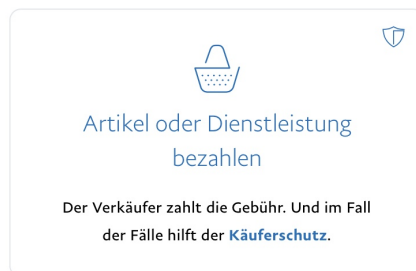 Artikel oder Dienstleistung
bezahlen
Der Verkäufer zahlt die Gebühr. Und im Fall
der Fälle hilft der Käuferschutz.